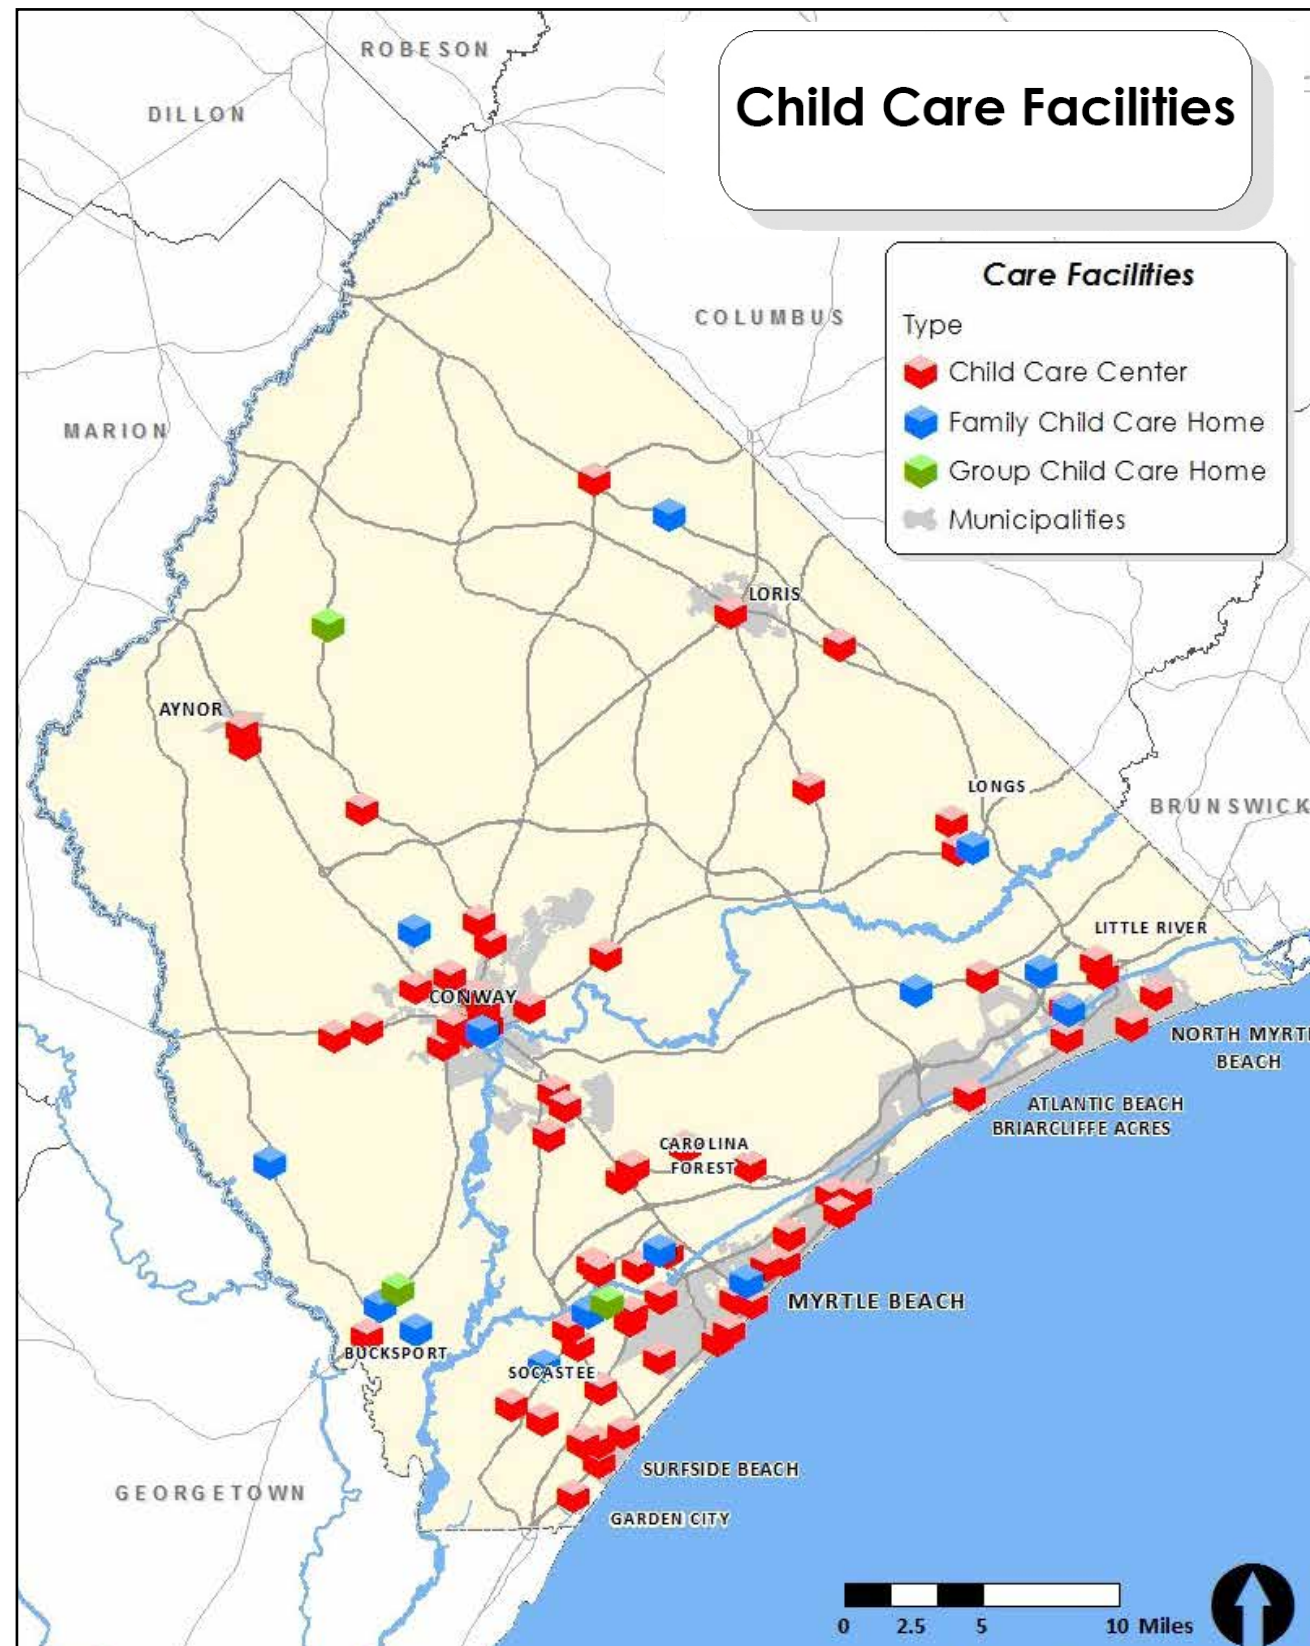 ROBESON
DILLON
Child Care Facilities
Care Facilities
Type
Child Care Center
Family Child Care Home
Group Child Care Home
Municipalities
COLUMBUS
MARION
LORIS
AYNOR
LONGS
BRUNSWICK
LITTLE RIVER
CONWAY
NORTH MYRT
BEACH
ATLANTIC BEACH
BRIARCLIFFE ACRES
CAROLINA
FOREST
MYRTLE BEACH
BUCKSPORT
SOCASTEE
SURFSIDE BEACH
GEORGETOWN
GARDEN CITY
0 2.5 5 10 Miles